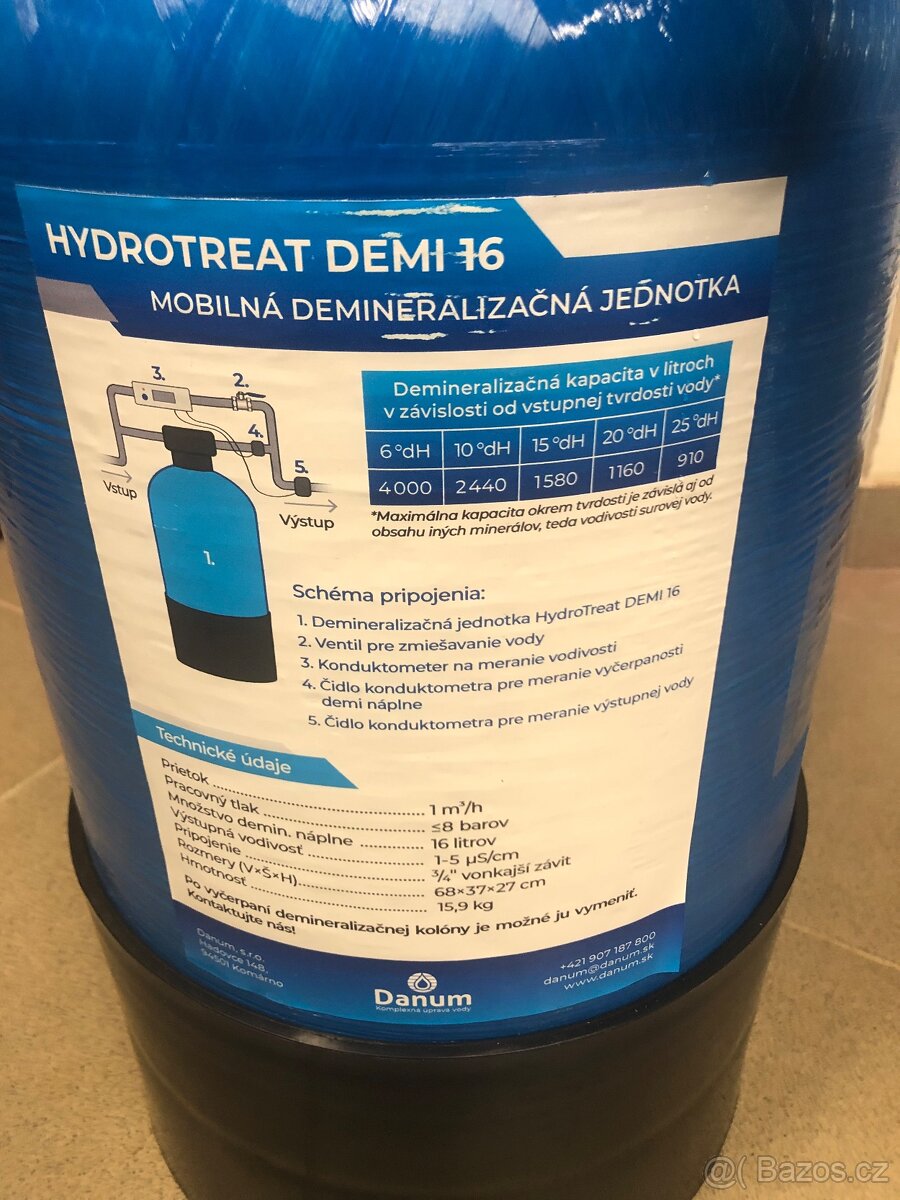 HYDROTREAT DEMI 16
MOBILNÁ DEMINERALIZAČNÁ JEDNOTKA
3.
2.
4.
5.
Vstup
Výstup
1.
Demineralizačná kapacita v litroch
v závislosti od vstupnej tvrdosti vody*
6 °dH 10 °dH 15 °dH 20 °dH 25 °dH
4000 2440 1580 1160 910
*Maximálna kapacita okrem tvrdosti je závislá aj od
obsahu iných minerálov, teda vodivosti surovej vody.
Schéma pripojenia:
1. Demineralizačná jednotka HydroTreat DEMI 16
2. Ventil pre zmiešavanie vody
3. Konduktometer na meranie vodivosti
4. Čidlo konduktometra pre meranie vyčerpanosti
demi náplne
5. Čidlo konduktometra pre meranie výstupnej vody
Technické údaje
Prietok ........ 1 m³/h
Pracovný tlak ........ ≤8 barov
Množstvo demin. náplne ........ 16 litrov
Výstupná vodivosť ........ 1-5 µS/cm
Pripojenie ........ ¾" vonkajší závit
Rozmery (V×Š×H) ........ 68×37×27 cm
Hmotnosť ........ 15,9 kg
Po vyčerpaní demineralizačnej kolóny je možné ju vymeniť.
Kontaktujte nás!
Danum, s.r.o.
Hadovce 148,
94501 Komárno
Danum
Komplexná úprava vody
+421 907 187 800
danum@danum.sk
www.danum.sk
@( Bazos.cz